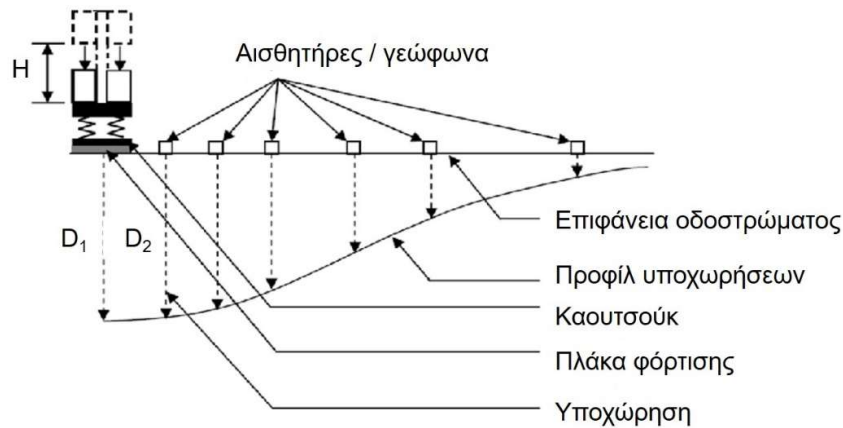 Αισθητήρες / γεώφωνα
H
D₁ D₂
Επιφάνεια οδοστρώματος
Προφίλ υποχωρήσεων
Καουτσούκ
Πλάκα φόρτισης
Υποχώρηση